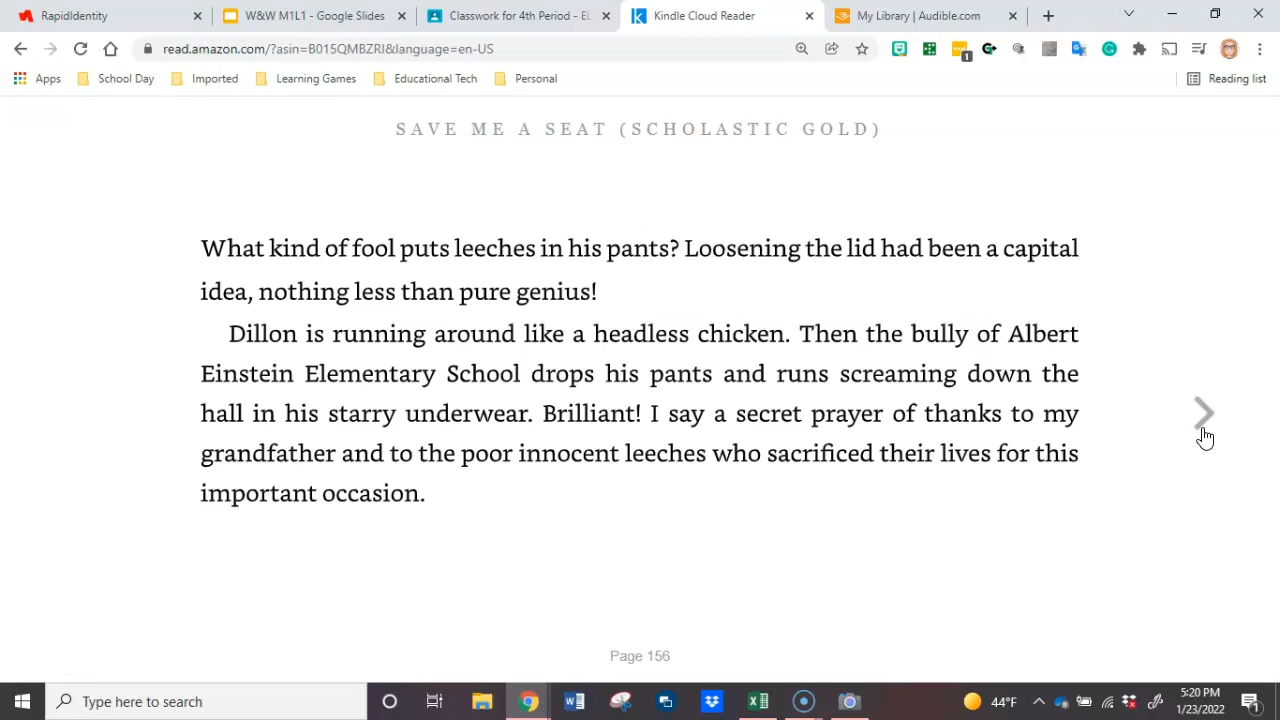 RapidIdentity
W&W M1L1 - Google Slides
Classwork for 4th Period - EL
Kindle Cloud Reader
My Library | Audible.com
read.amazon.com/?asin=B015QMBZRI&language=en-US
1
Apps
School Day
Imported
Learning Games
Educational Tech
Personal
Reading list
SAVE ME A SEAT (SCHOLASTIC GOLD)
What kind of fool puts leeches in his pants? Loosening the lid had been a capital
idea, nothing less than pure genius!
Dillon is running around like a headless chicken. Then the bully of Albert
Einstein Elementary School drops his pants and runs screaming down the
hall in his starry underwear. Brilliant! I say a secret prayer of thanks to my
grandfather and to the poor innocent leeches who sacrificed their lives for this
important occasion.
Page 156
Type here to search
44°F
5:20 PM
1/23/2022
1